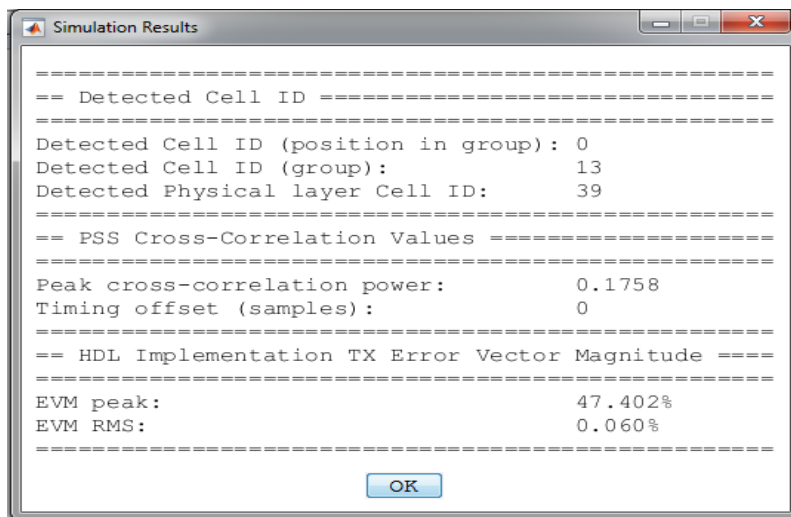 Simulation Results
====================================================
== Detected Cell ID ================================
====================================================
Detected Cell ID (position in group): 0
Detected Cell ID (group): 13
Detected Physical layer Cell ID: 39
====================================================
== PSS Cross-Correlation Values ====================
====================================================
Peak cross-correlation power: 0.1758
Timing offset (samples): 0
====================================================
== HDL Implementation TX Error Vector Magnitude ====
====================================================
EVM peak: 47.402%
EVM RMS: 0.060%
====================================================
OK